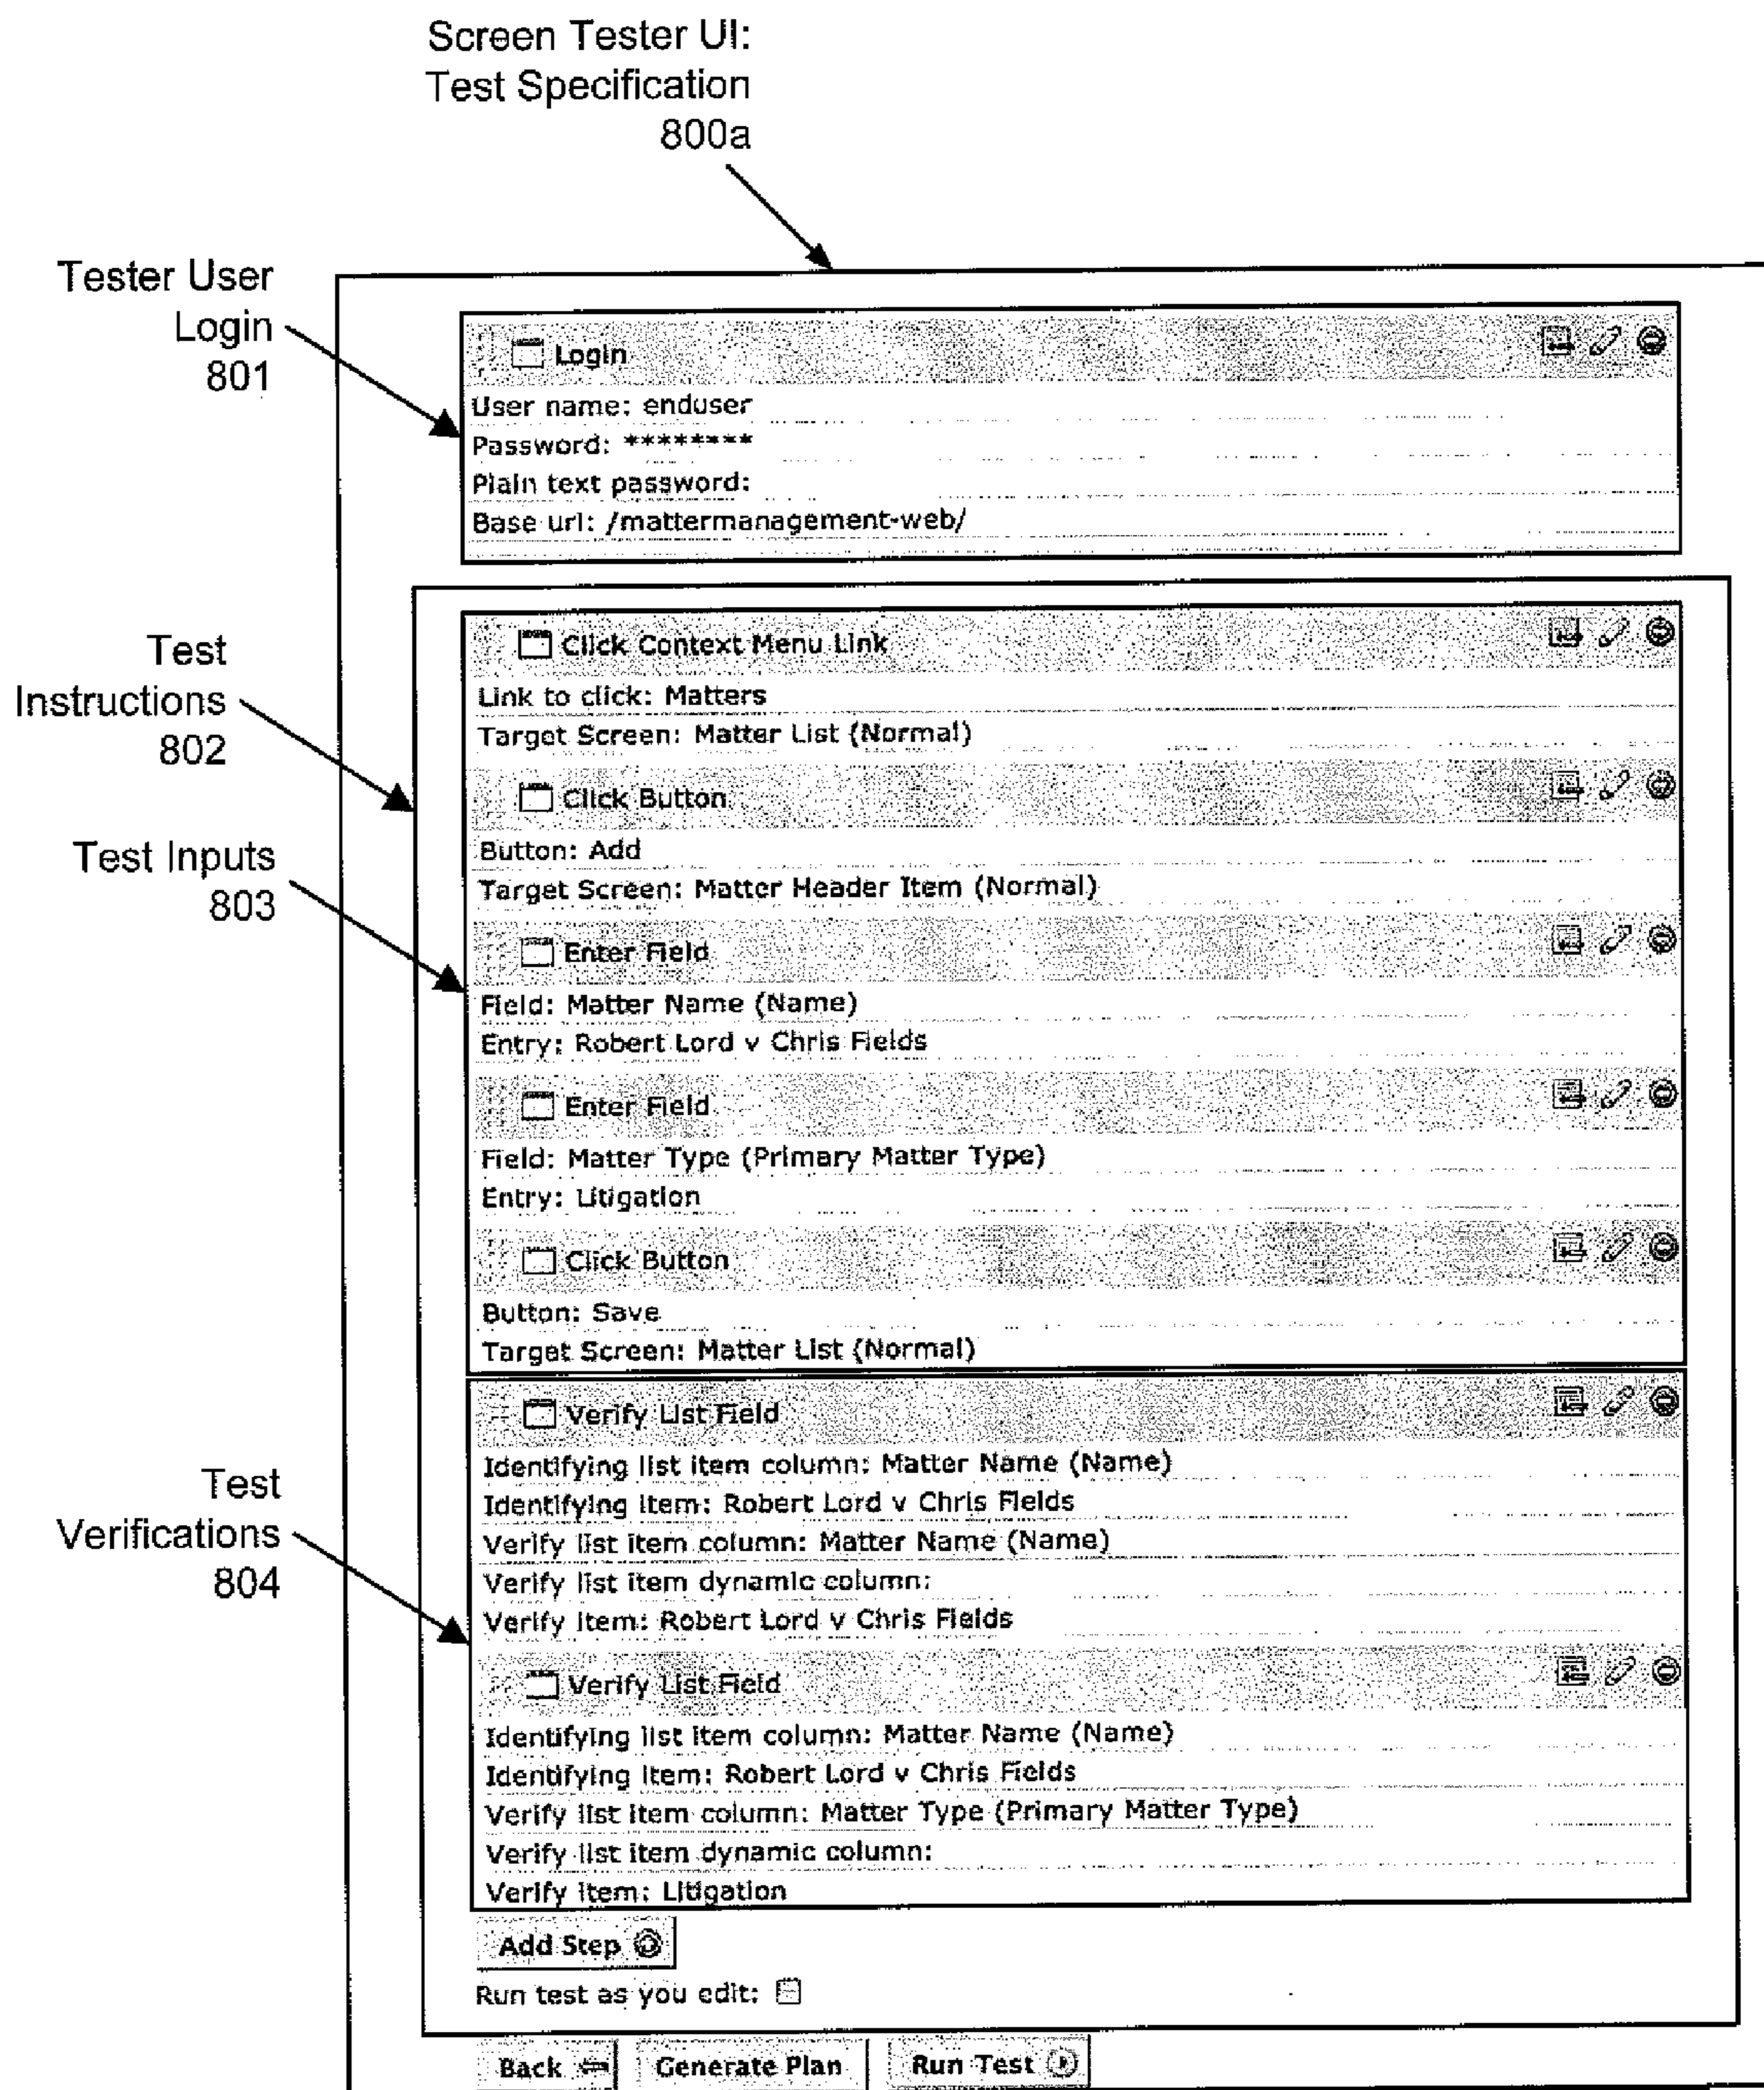 Screen Tester UI:
Test Specification
800a
Tester User
Login
801
Login
User name: enduser
Password: ********
Plain text password:
Base url: /mattermanagement-web/
Test
Instructions
802
Click Context Menu Link
Link to click: Matters
Target Screen: Matter List (Normal)
Click Button
Button: Add
Target Screen: Matter Header Item (Normal)
Test Inputs
803
Enter Field
Field: Matter Name (Name)
Entry: Robert Lord v Chris Fields
Enter Field
Field: Matter Type (Primary Matter Type)
Entry: Litigation
Click Button
Button: Save
Target Screen: Matter List (Normal)
Test
Verifications
804
Verify List Field
Identifying list item column: Matter Name (Name)
Identifying item: Robert Lord v Chris Fields
Verify list item column: Matter Name (Name)
Verify list item dynamic column:
Verify item: Robert Lord v Chris Fields
Verify List Field
Identifying list item column: Matter Name (Name)
Identifying item: Robert Lord v Chris Fields
Verify list item column: Matter Type (Primary Matter Type)
Verify list item dynamic column:
Verify item: Litigation
Add Step
Run test as you edit:
Back
Generate Plan
Run Test